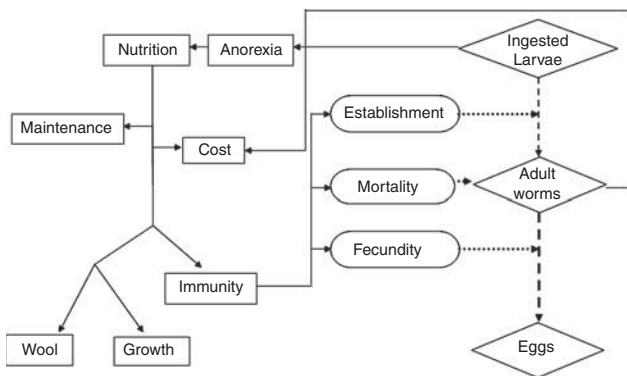 Nutrition
Anorexia
Ingested
Larvae
Maintenance
Establishment
Cost
Mortality
Adult
worms
Fecundity
Immunity
Wool
Growth
Eggs